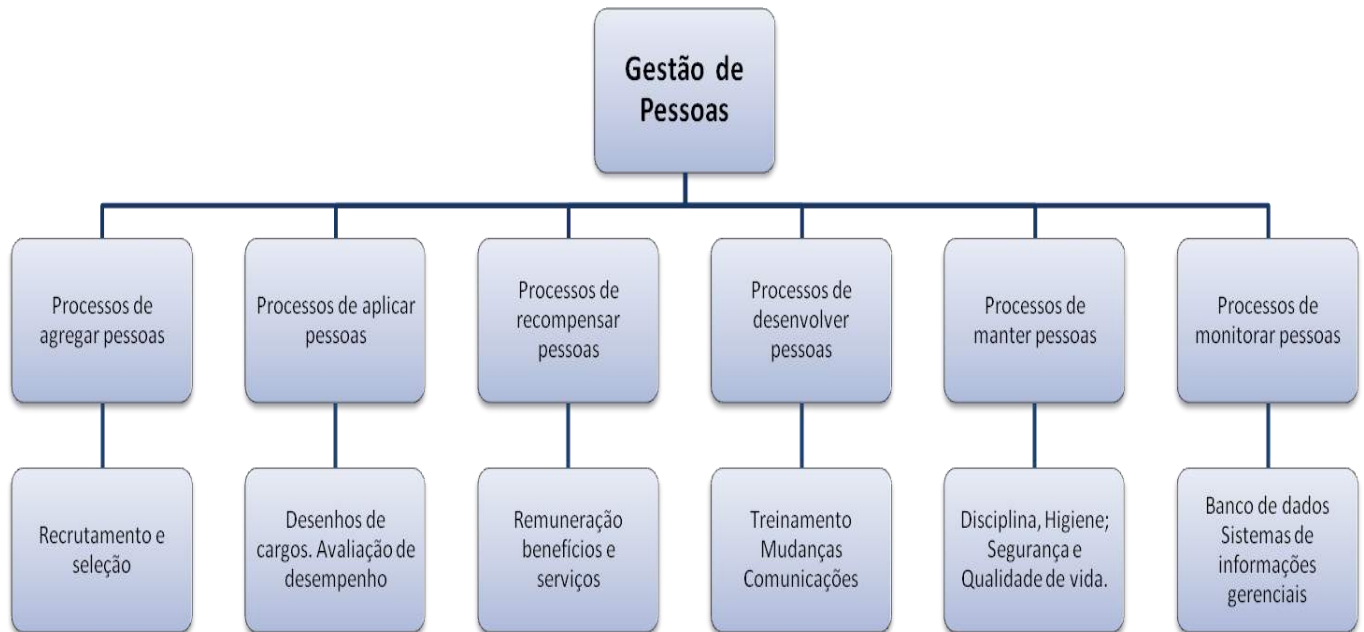 Gestão de
Pessoas
Processos de
agregar pessoas
Processos de aplicar
pessoas
Processos de
recompensar
pessoas
Processos de
desenvolver
pessoas
Processos de
manter pessoas
Processos de
monitorar pessoas
Recrutamento e
seleção
Desenhos de
cargos. Avaliação de
desempenho
Remuneração
benefícios e
serviços
Treinamento
Mudanças
Comunicações
Disciplina, Higiene;
Segurança e
Qualidade de vida.
Banco de dados
Sistemas de
informações
gerenciais